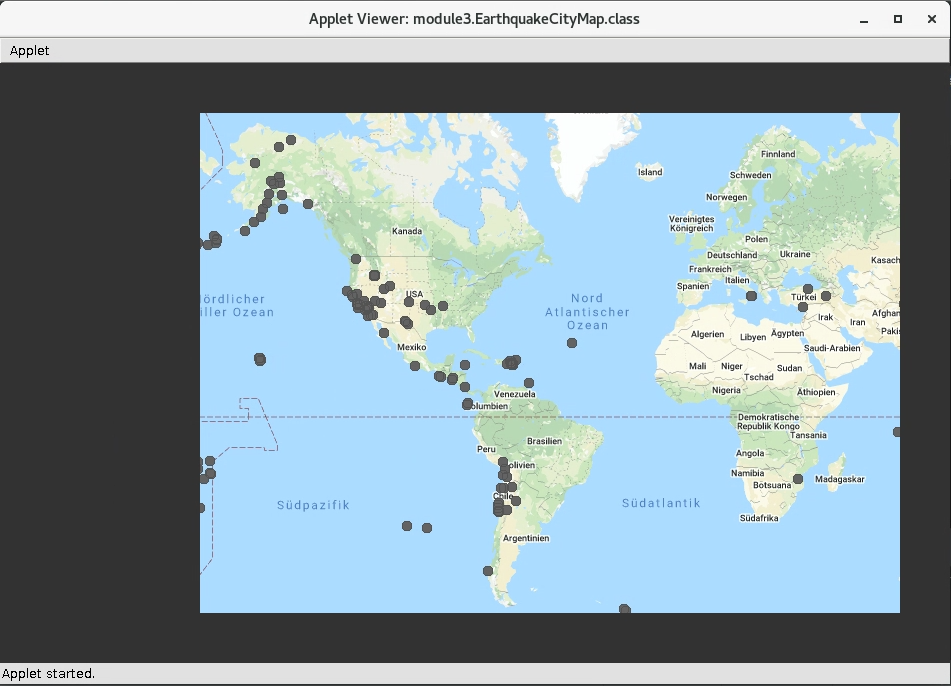 Applet Viewer: module3.EarthquakeCityMap.class
Applet
Finnland
Island
Schweden
Norwegen
Vereinigtes
Königreich
Kanada
Polen
Deutschland
Ukraine
Frankreich
Kasach
Italien
Spanien
USA
Türkei
ördlicher
iller Ozean
Nord
Atlantischer
Ozean
Irak
Afghan
Iran
Pakis
Algerien
Libyen
Ägypten
Mexiko
Saudi-Arabien
Mali
Niger
Sudan
Tschad
Venezuela
Nigeria
Äthiopien
olumbien
Demokratische
Republik Kongo
Brasilien
Tansania
Peru
Angola
olivien
Namibia
Botsuana
Madagaskar
Chile
Südpazifik
Südatlantik
Südafrika
Argentinien
Applet started.